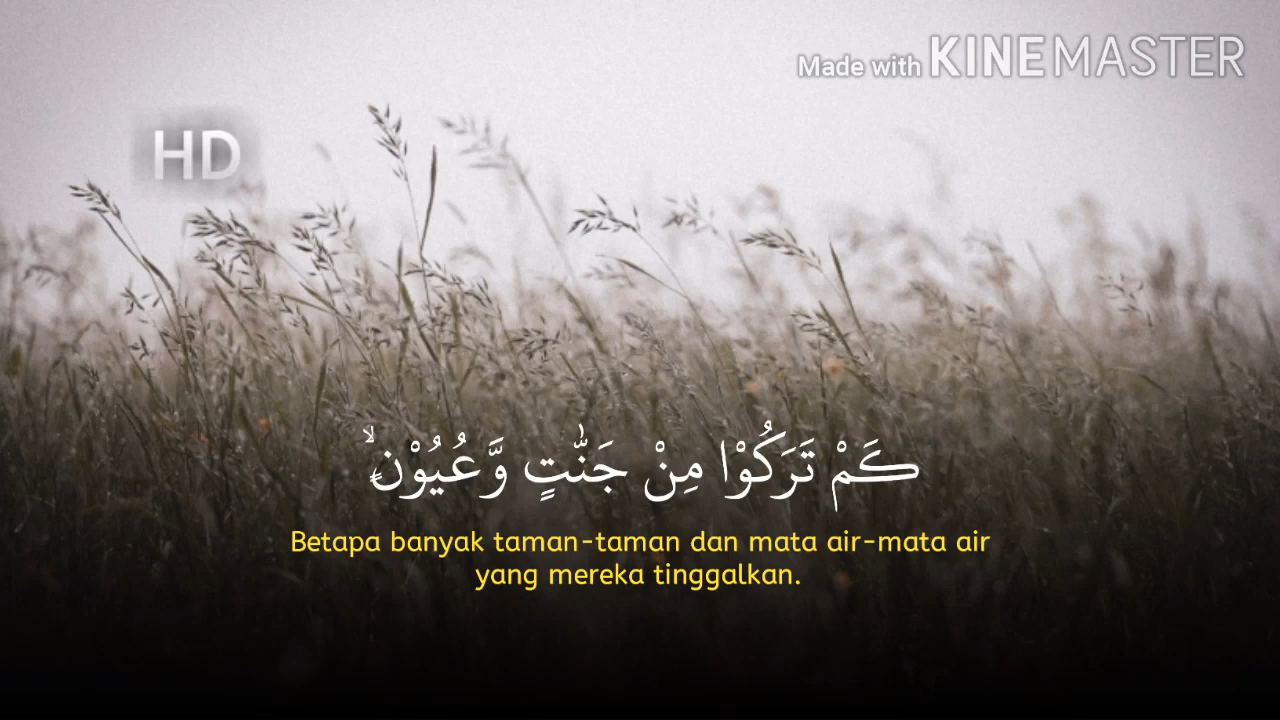 Made with KINEMASTER
HD
كَمْ تَرَكُوْا مِنْ جَنّٰتٍ وَّعُيُوْنٍۙ
Betapa banyak taman-taman dan mata air-mata air
yang mereka tinggalkan.